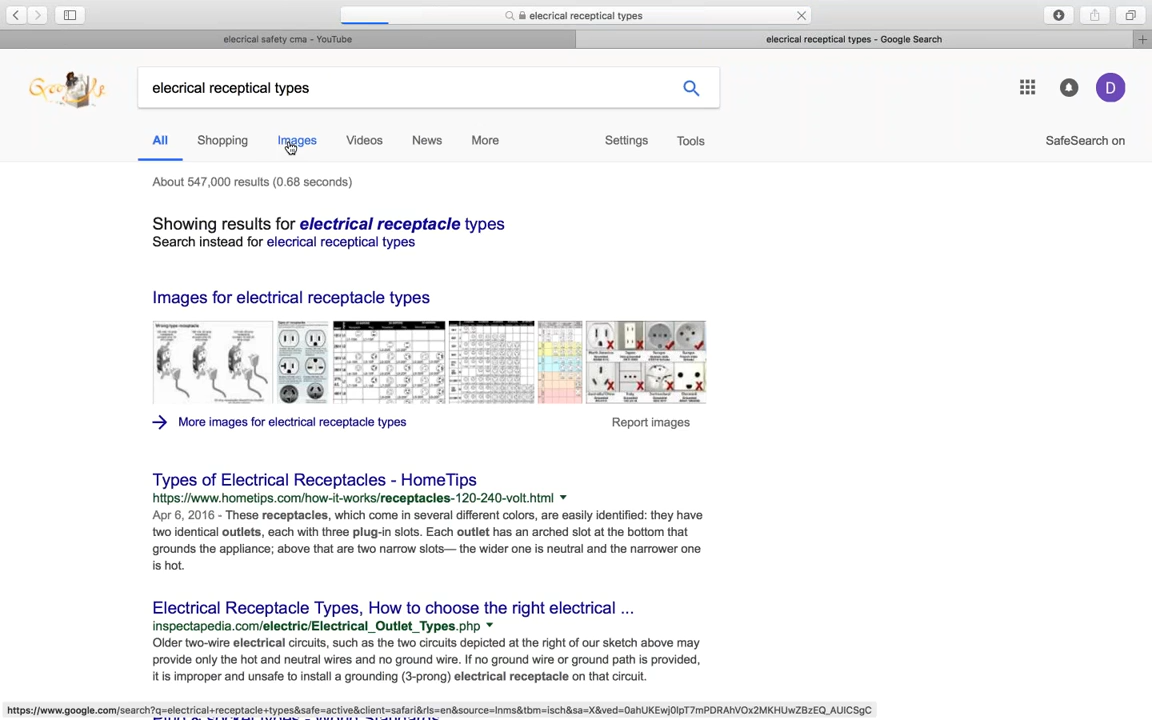 elecrical receptical types
elecrical safety cma - YouTube
elecrical receptical types - Google Search
Google
elecrical receptical types
D
All Shopping Images Videos News More Settings Tools SafeSearch on
About 547,000 results (0.68 seconds)
Showing results for electrical receptacle types
Search instead for elecrical receptical types
Images for electrical receptacle types
More images for electrical receptacle types Report images
Types of Electrical Receptacles - HomeTips
https://www.hometips.com/how-it-works/receptacles-120-240-volt.html
Apr 6, 2016 - These receptacles, which come in several different colors, are easily identified: they have
two identical outlets, each with three plug-in slots. Each outlet has an arched slot at the bottom that
grounds the appliance; above that are two narrow slots— the wider one is neutral and the narrower one
is hot.
Electrical Receptacle Types, How to choose the right electrical ...
inspectapedia.com/electric/Electrical_Outlet_Types.php
Older two-wire electrical circuits, such as the two circuits depicted at the right of our sketch above may
provide only the hot and neutral wires and no ground wire. If no ground wire or ground path is provided,
it is improper and unsafe to install a grounding (3-prong) electrical receptacle on that circuit.
https://www.google.com/search?q=electrical+receptacle+types&safe=active&client=safari&rls=en&source=lnms&tbm=isch&sa=X&ved=0ahUKEwj0lpT7mPDRAhVOx2MKHUwZBzEQ_AUICSgC